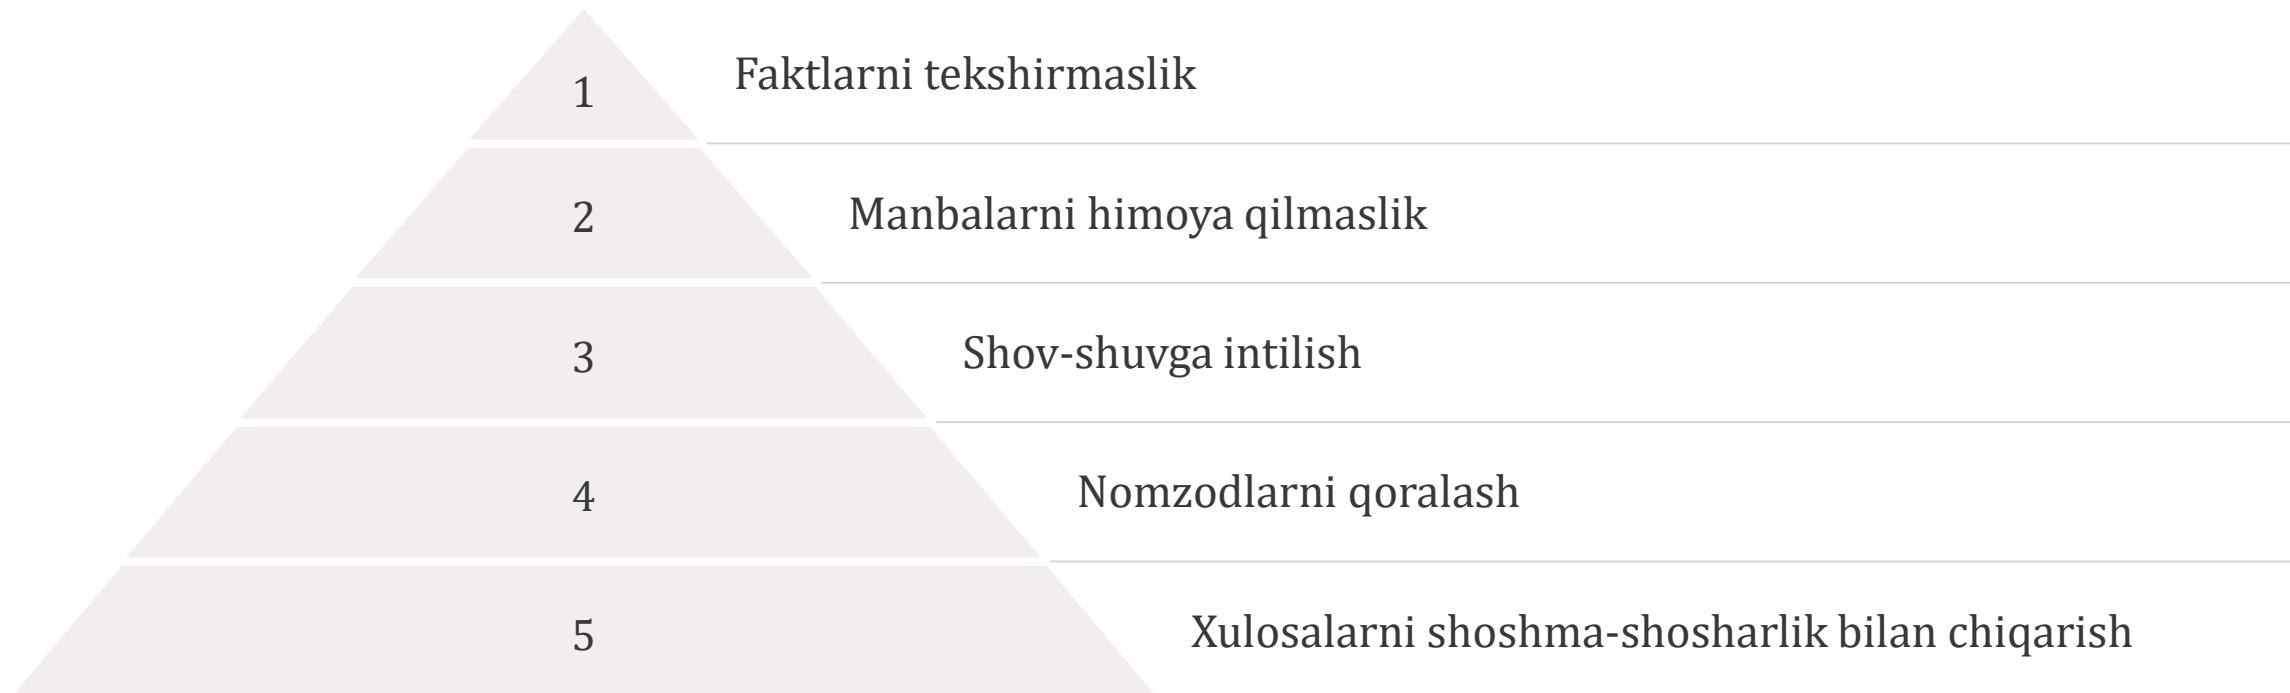 1
Faktlarni tekshirmaslik
2
Manbalarni himoya qilmaslik
3
Shov-shuvga intilish
4
Nomzodlarni qoralash
5
Xulosalarni shoshma-shosharlik bilan chiqarish